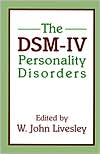 The
DSM-IV
Personality
Disorders
Edited by
W. John Livesley